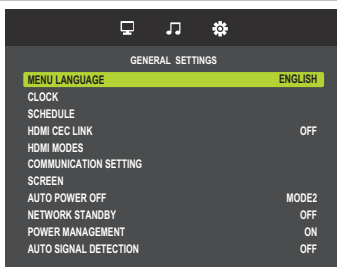 GENERAL SETTINGS
MENU LANGUAGE ENGLISH
CLOCK
SCHEDULE
HDMI CEC LINK OFF
HDMI MODES
COMMUNICATION SETTING
SCREEN
AUTO POWER OFF MODE2
NETWORK STANDBY OFF
POWER MANAGEMENT ON
AUTO SIGNAL DETECTION OFF